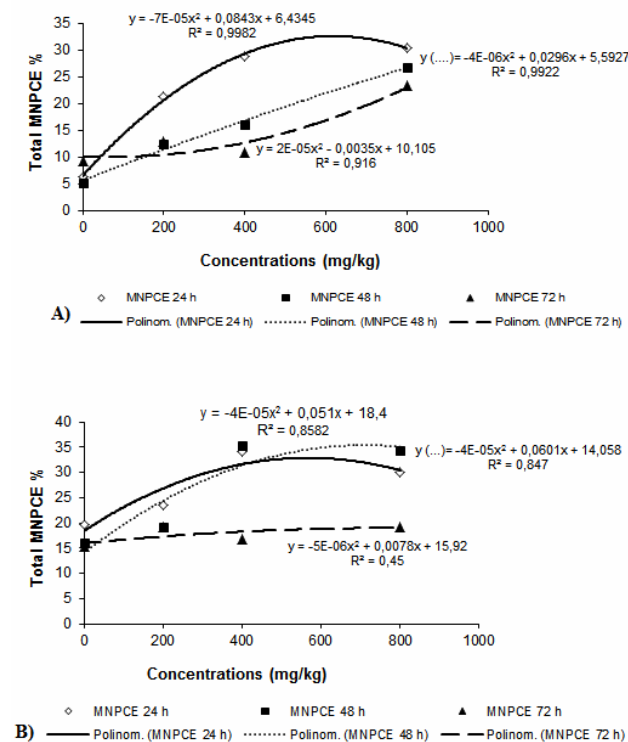 y = -7E-05x² + 0,0843x + 6,4345
R² = 0,9982
y (....)= -4E-06x² + 0,0296x + 5,5927
R² = 0,9922
y = 2E-05x² - 0,0035x + 10,105
R² = 0,916
Total MNPCE %
35
30
25
20
15
10
5
0
0 200 400 600 800 1000
Concentrations (mg/kg)
MNPCE 24 h MNPCE 48 h MNPCE 72 h
A)
Polinom. (MNPCE 24 h) Polinom. (MNPCE 48 h) Polinom. (MNPCE 72 h)
y = -4E-05x² + 0,051x + 18,4
R² = 0,8582
y (...)= -4E-05x² + 0,0601x + 14,058
R² = 0,847
y = -5E-06x² + 0,0078x + 15,92
R² = 0,45
Total MNPCE %
40
35
30
25
20
15
10
5
0
0 200 400 600 800 1000
Concentrations (mg/kg)
MNPCE 24 h MNPCE 48 h MNPCE 72 h
B)
Polinom. (MNPCE 24 h) Polinom. (MNPCE 48 h) Polinom. (MNPCE 72 h)